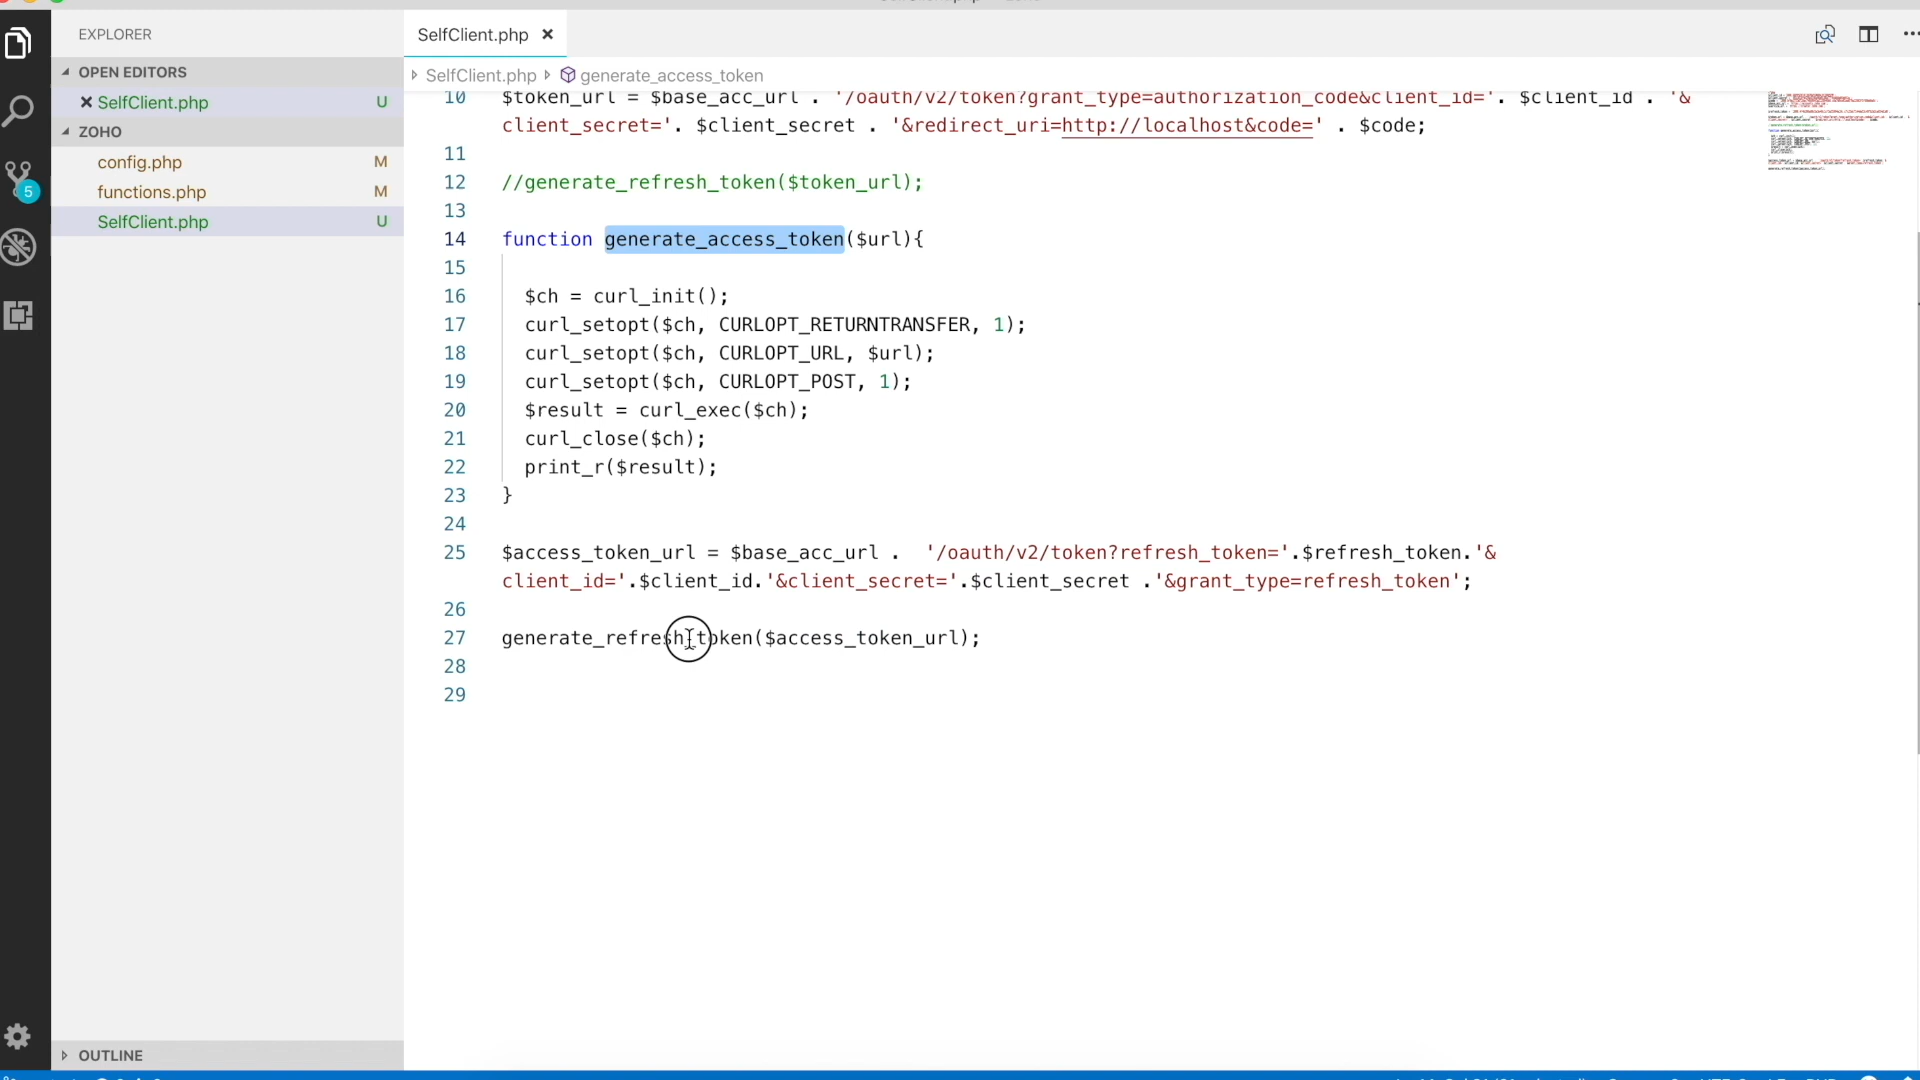 EXPLORER
OPEN EDITORS
SelfClient.php U
ZOHO
config.php M
functions.php M
SelfClient.php U
5
OUTLINE
SelfClient.php
SelfClient.php generate_access_token
10 $token_url = $base_acc_url . '/oauth/v2/token?grant_type=authorization_code&client_id='. $client_id . '&
client_secret='. $client_secret . '&redirect_uri=http://localhost&code=' . $code;
11
12 //generate_refresh_token($token_url);
13
14 function generate_access_token($url){
15
16 $ch = curl_init();
17 curl_setopt($ch, CURLOPT_RETURNTRANSFER, 1);
18 curl_setopt($ch, CURLOPT_URL, $url);
19 curl_setopt($ch, CURLOPT_POST, 1);
20 $result = curl_exec($ch);
21 curl_close($ch);
22 print_r($result);
23 }
24
25 $access_token_url = $base_acc_url . '/oauth/v2/token?refresh_token='.$refresh_token.'&
client_id='.$client_id.'&client_secret='.$client_secret .'&grant_type=refresh_token';
26
27 generate_refresh_token($access_token_url);
28
29